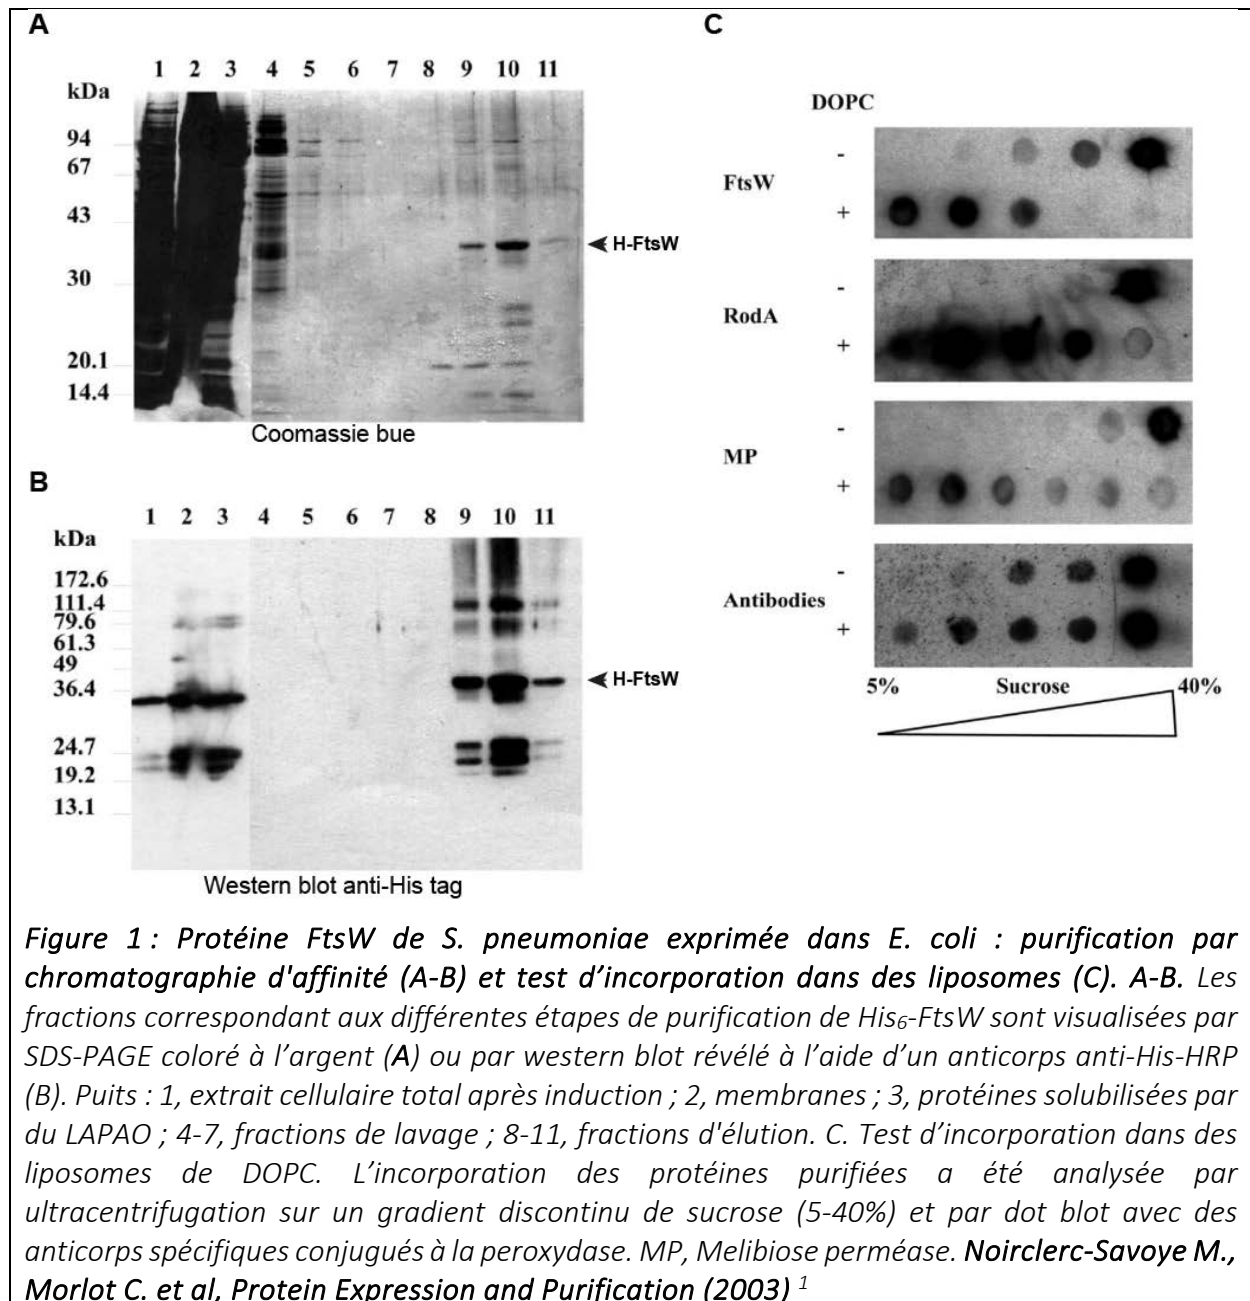 A
1 2 3 4 5 6 7 8 9 10 11
kDa
94
67
43
30
20.1
14.4
H-FtsW
Coomassie bue
B
1 2 3 4 5 6 7 8 9 10 11
kDa
172.6
111.4
79.6
61.3
49
36.4
24.7
19.2
13.1
H-FtsW
Western blot anti-His tag
C
DOPC
-
FtsW
+
-
RodA
+
-
MP
+
-
Antibodies
+
5% Sucrose 40%
Figure 1 : Protéine FtsW de S. pneumoniae exprimée dans E. coli : purification par
chromatographie d'affinité (A-B) et test d’incorporation dans des liposomes (C). A-B. Les
fractions correspondant aux différentes étapes de purification de His6-FtsW sont visualisées par
SDS-PAGE coloré à l’argent (A) ou par western blot révélé à l’aide d’un anticorps anti-His-HRP
(B). Puits : 1, extrait cellulaire total après induction ; 2, membranes ; 3, protéines solubilisées par
du LAPAO ; 4-7, fractions de lavage ; 8-11, fractions d'élution. C. Test d’incorporation dans des
liposomes de DOPC. L’incorporation des protéines purifiées a été analysée par
ultracentrifugation sur un gradient discontinu de sucrose (5-40%) et par dot blot avec des
anticorps spécifiques conjugués à la peroxydase. MP, Melibiose perméase. Noirclerc-Savoye M.,
Morlot C. et al, Protein Expression and Purification (2003) 1